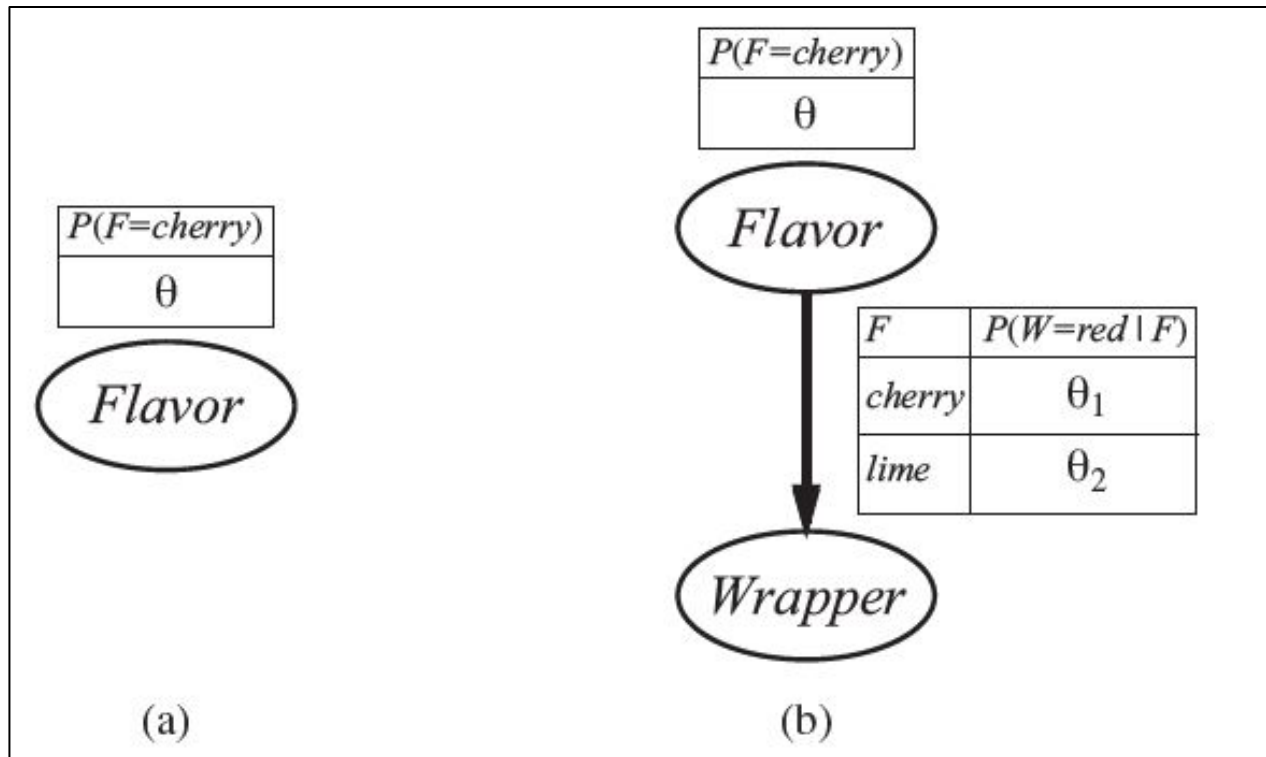 P(F=cherry)
θ
Flavor
(a)
P(F=cherry)
θ
Flavor
F P(W=red | F)
cherry θ₁
lime θ₂
Wrapper
(b)